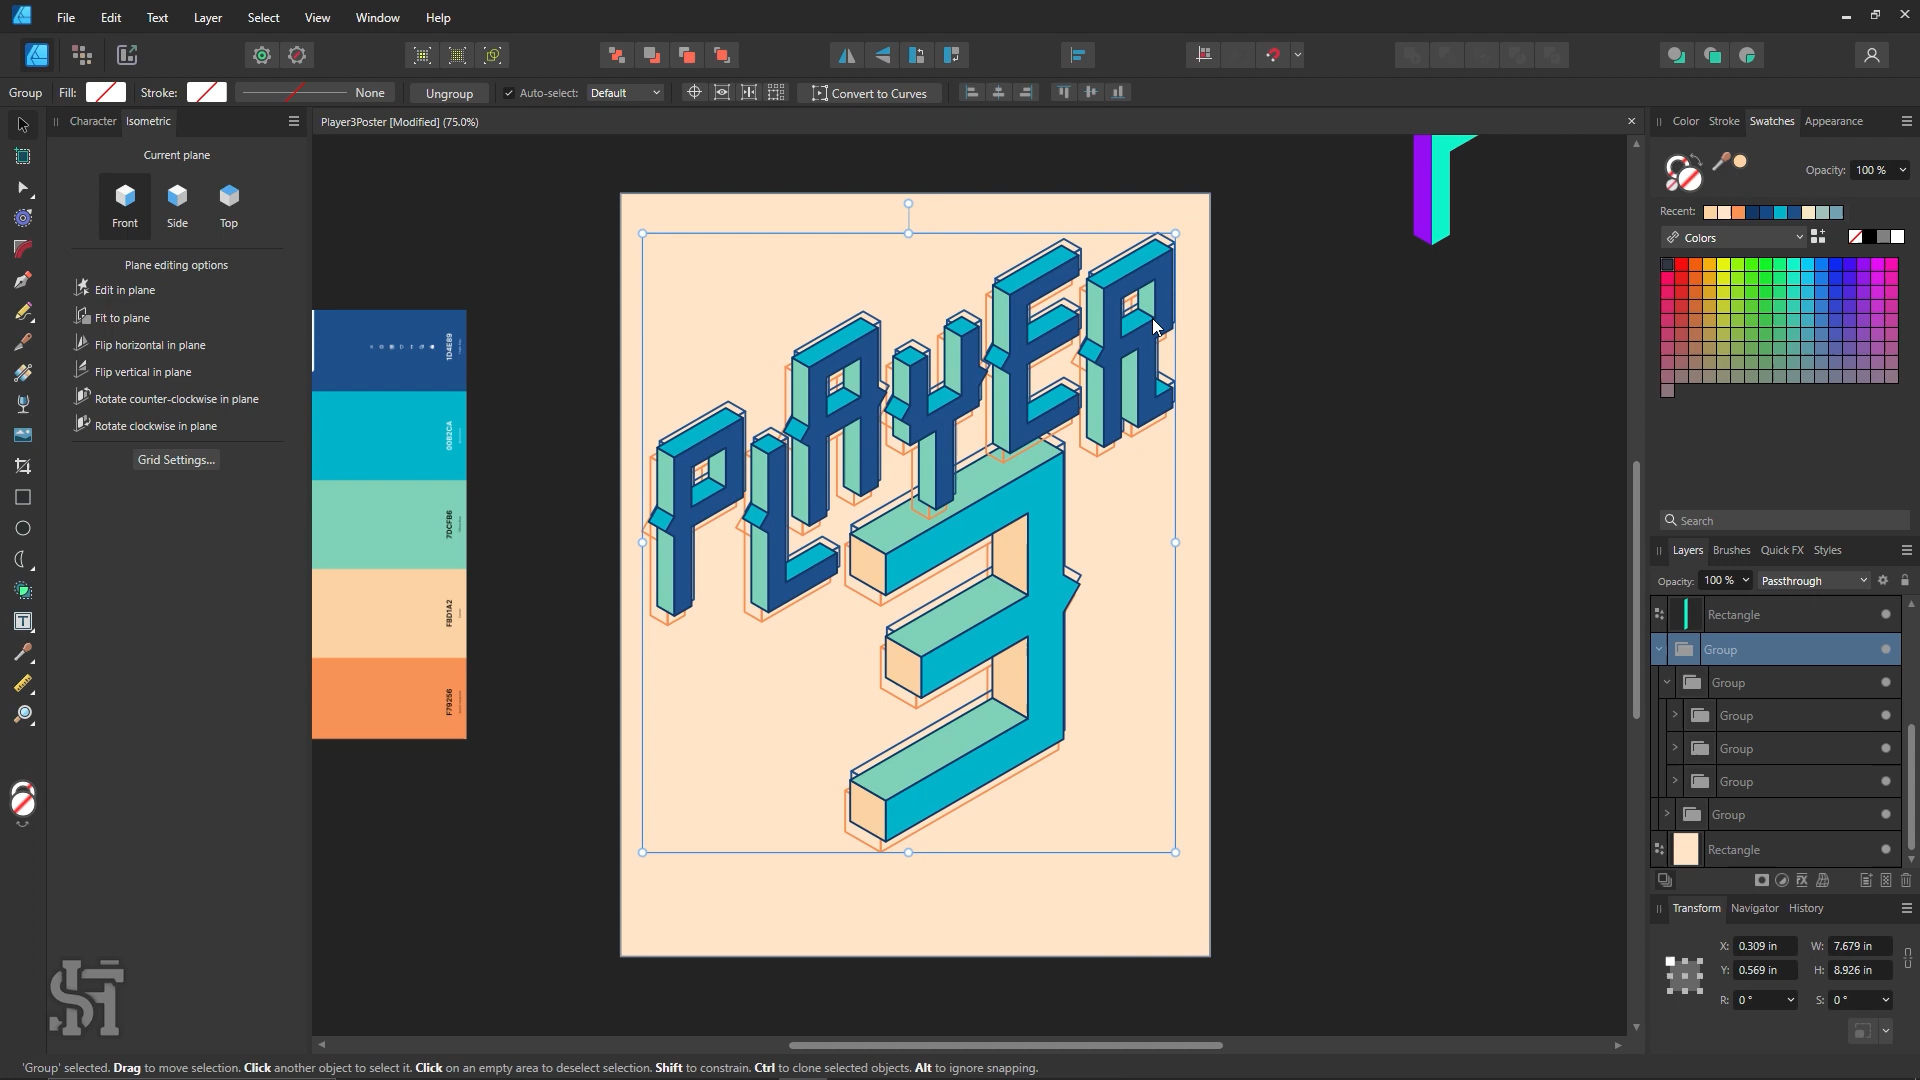 File Edit Text Layer Select View Window Help
Group Fill: Stroke: None Ungroup Auto-select: Default Convert to Curves
Character Isometric
Player3Poster [Modified] (75.0%)
Color Stroke Swatches Appearance
Current plane
Front Side Top
Plane editing options
Edit in plane
Fit to plane
Flip horizontal in plane
Flip vertical in plane
Rotate counter-clockwise in plane
Rotate clockwise in plane
Grid Settings...
1D4E89
00B2CA
7DCFB6
FBD1A2
F79256
PLAYER
3
Opacity: 100 %
Recent:
Colors
Search
Layers Brushes Quick FX Styles
Opacity: 100 % Passthrough
Rectangle
Group
Group
Group
Group
Group
Group
Rectangle
Transform Navigator History
X: 0.309 in W: 7.679 in
Y: 0.569 in H: 8.926 in
R: 0 ° S: 0 °
'Group' selected. Drag to move selection. Click another object to select it. Click on an empty area to deselect selection. Shift to constrain. Ctrl to clone selected objects. Alt to ignore snapping.